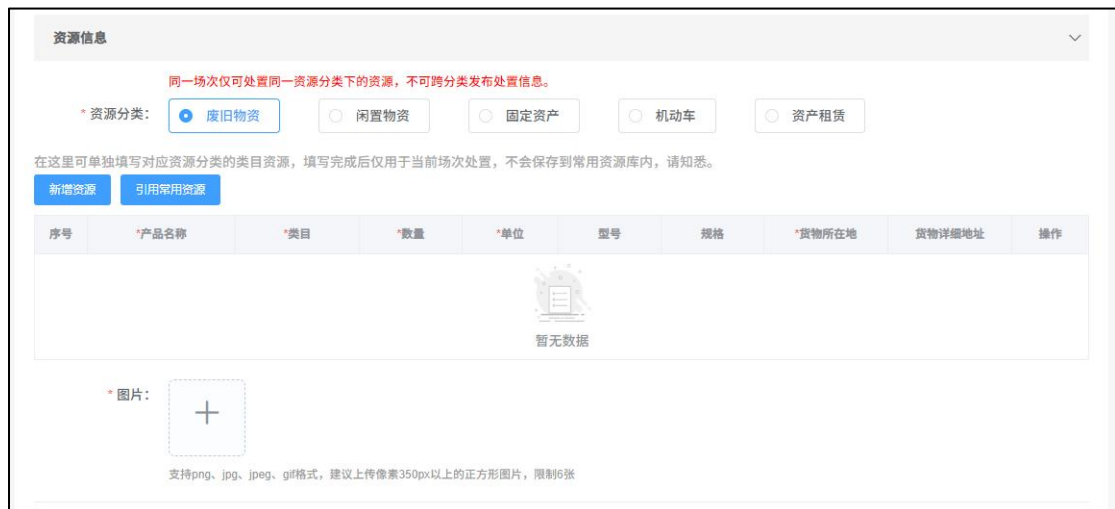 资源信息
同一场次仅可处置同一资源分类下的资源，不可跨分类发布处置信息。
* 资源分类： 废旧物资 闲置物资 固定资产 机动车 资产租赁
在这里可单独填写对应资源分类的类目资源，填写完成后仅用于当前场次处置，不会保存到常用资源库内，请知悉。
新增资源 引用常用资源
序号 *产品名称 *类目 *数量 *单位 型号 规格 *货物所在地 货物详细地址 操作
暂无数据
* 图片：
支持png、jpg、jpeg、gif格式，建议上传像素350px以上的正方形图片，限制6张